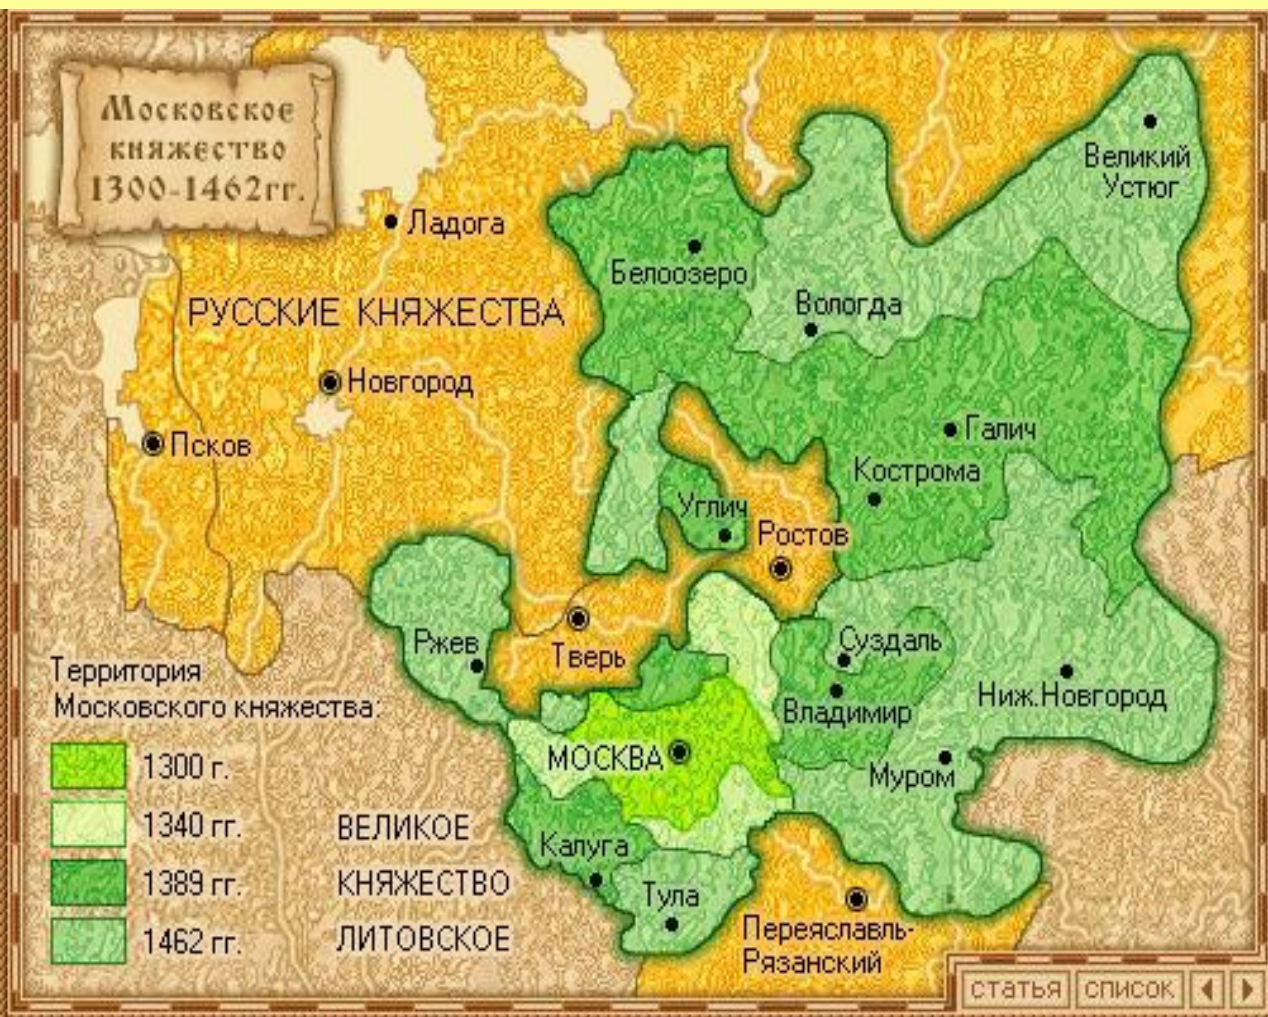 Московское
княжество
1300-1462гг.
Великий
Устюг
Ладога
Белоозеро
Вологда
РУССКИЕ КНЯЖЕСТВА
Новгород
Псков
Галич
Кострома
Углич
Ростов
Тверь
Ржев
Суздаль
Владимир
Ниж.Новгород
МОСКВА
Муром
Калуга
Тула
Переяславль-
Рязанский
Территория
Московского княжества:
1300 г.
1340 гг.
1389 гг.
1462 гг.
ВЕЛИКОЕ
КНЯЖЕСТВО
ЛИТОВСКОЕ
статья список